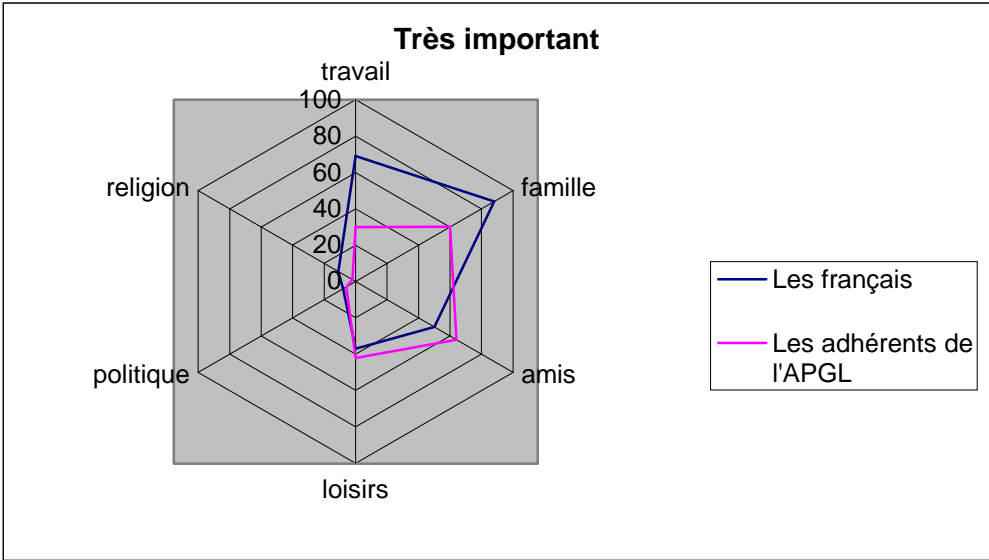 Très important
travail
100
80
60
40
20
0
religion
famille
politique
amis
loisirs
Les français
Les adhérents de
l'APGL